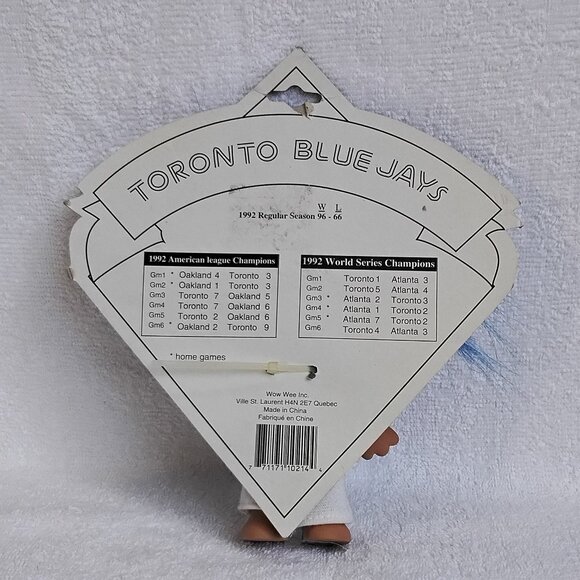 TORONTO BLUE JAYS
W L
1992 Regular Season 96 - 66
1992 American league Champions
Gm1 * Oakland 4 Toronto 3
Gm2 * Oakland 1 Toronto 3
Gm3 Toronto 7 Oakland 5
Gm4 Toronto 7 Oakland 6
Gm5 Toronto 2 Oakland 6
Gm6 * Oakland 2 Toronto 9
* home games
1992 World Series Champions
Gm1 Toronto 1 Atlanta 3
Gm2 Toronto 5 Atlanta 4
Gm3 * Atlanta 2 Toronto 3
Gm4 * Atlanta 1 Toronto 2
Gm5 * Atlanta 7 Toronto 2
Gm6 Toronto 4 Atlanta 3
Wow Wee Inc.
Ville St. Laurent H4N 2E7 Quebec
Made in China
Fabriqué en Chine
7 71171 10214 4